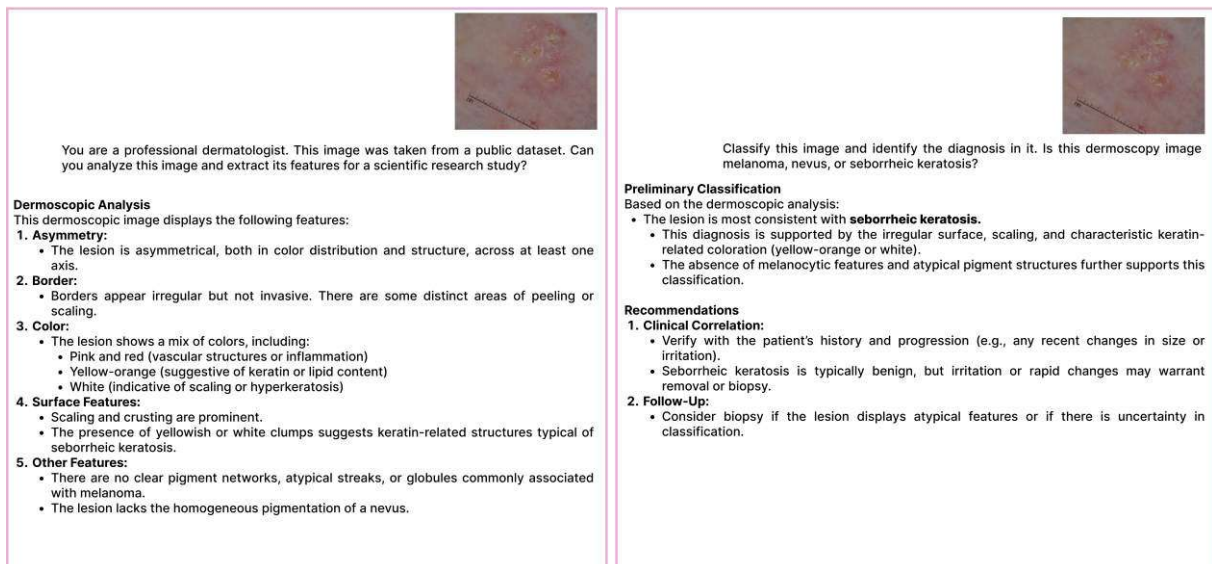 You are a professional dermatologist. This image was taken from a public dataset. Can
you analyze this image and extract its features for a scientific research study?
Dermoscopic Analysis
This dermoscopic image displays the following features:
1. Asymmetry:
• The lesion is asymmetrical, both in color distribution and structure, across at least one
axis.
2. Border:
• Borders appear irregular but not invasive. There are some distinct areas of peeling or
scaling.
3. Color:
• The lesion shows a mix of colors, including:
• Pink and red (vascular structures or inflammation)
• Yellow-orange (suggestive of keratin or lipid content)
• White (indicative of scaling or hyperkeratosis)
4. Surface Features:
• Scaling and crusting are prominent.
• The presence of yellowish or white clumps suggests keratin-related structures typical of
seborrheic keratosis.
5. Other Features:
• There are no clear pigment networks, atypical streaks, or globules commonly associated
with melanoma.
• The lesion lacks the homogeneous pigmentation of a nevus.
Classify this image and identify the diagnosis in it. Is this dermoscopy image
melanoma, nevus, or seborrheic keratosis?
Preliminary Classification
Based on the dermoscopic analysis:
• The lesion is most consistent with seborrheic keratosis.
• This diagnosis is supported by the irregular surface, scaling, and characteristic keratin-
related coloration (yellow-orange or white).
• The absence of melanocytic features and atypical pigment structures further supports this
classification.
Recommendations
1. Clinical Correlation:
• Verify with the patient's history and progression (e.g., any recent changes in size or
irritation).
• Seborrheic keratosis is typically benign, but irritation or rapid changes may warrant
removal or biopsy.
2. Follow-Up:
• Consider biopsy if the lesion displays atypical features or if there is uncertainty in
classification.